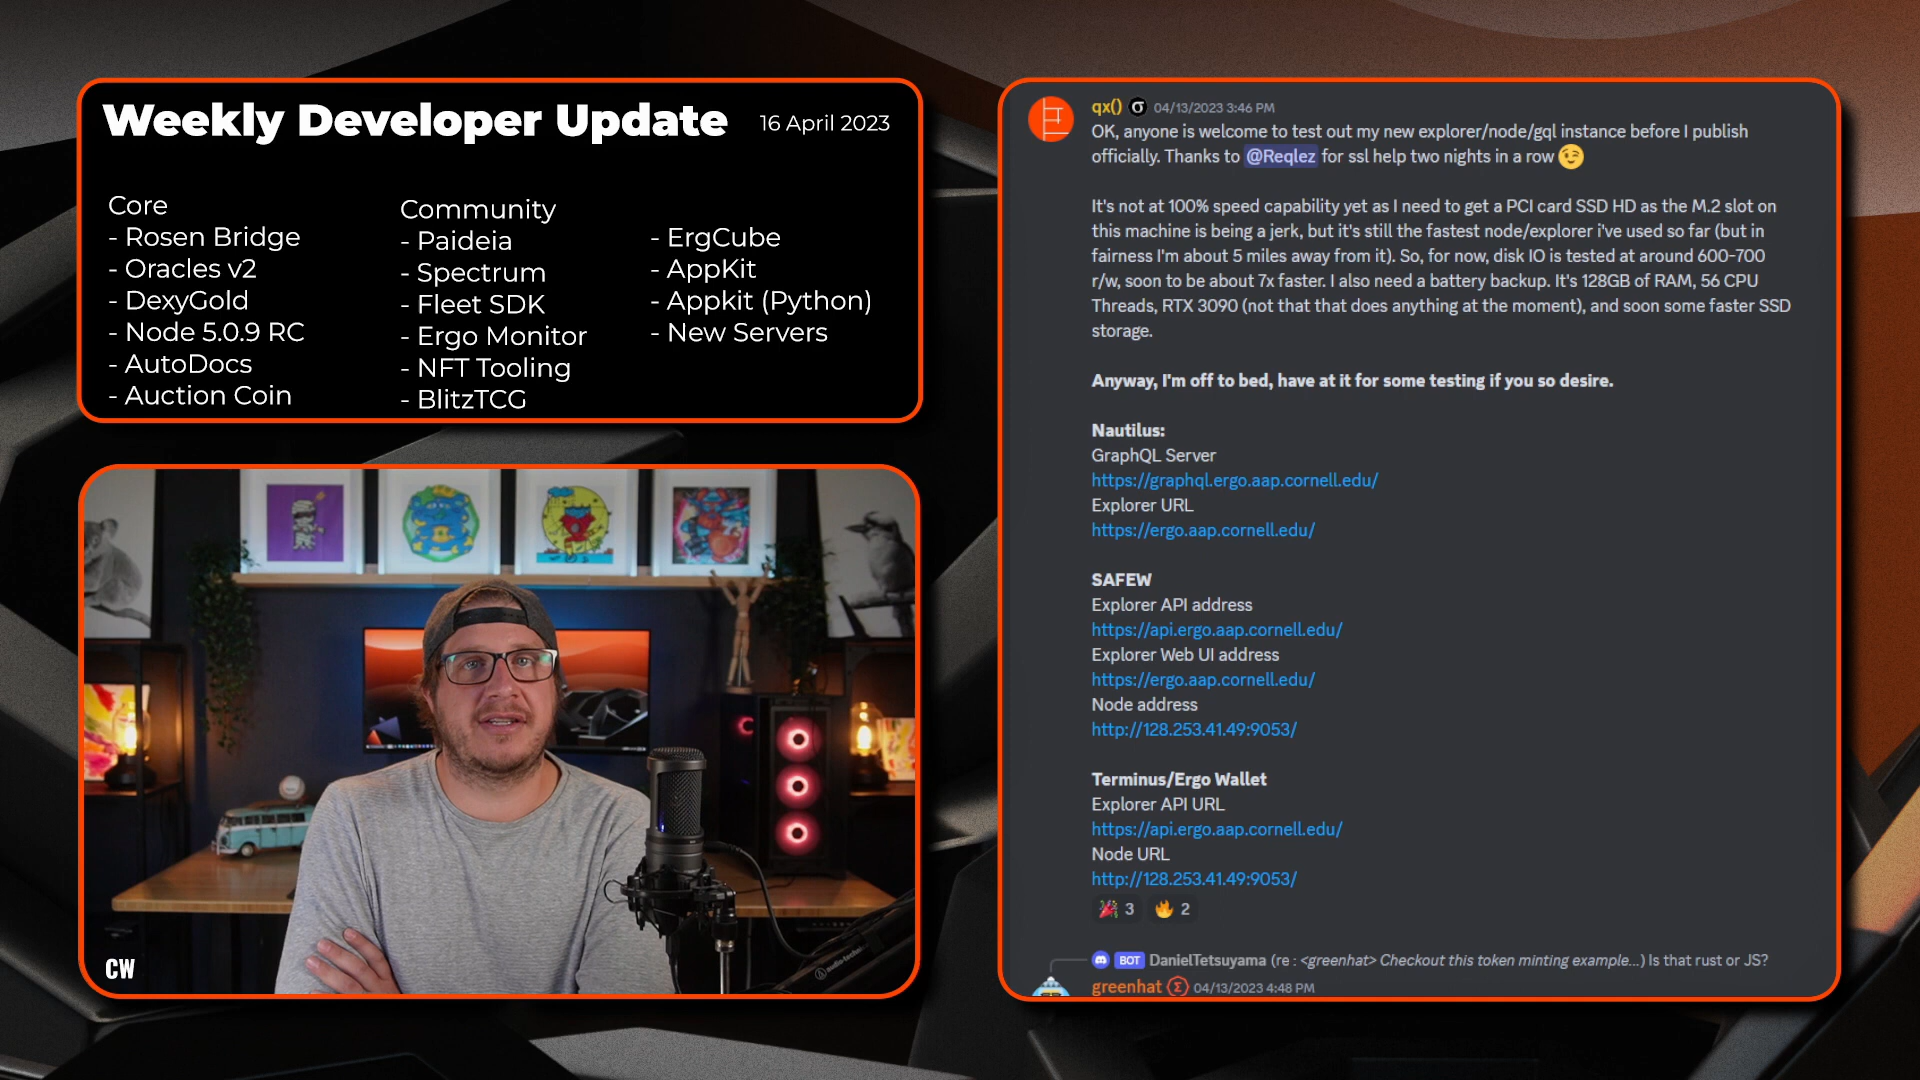 Weekly Developer Update
16 April 2023
Core
- Rosen Bridge
- Oracles v2
- DexyGold
- Node 5.0.9 RC
- AutoDocs
- Auction Coin
Community
- Paideia
- Spectrum
- Fleet SDK
- Ergo Monitor
- NFT Tooling
- BlitzTCG
- ErgCube
- AppKit
- Appkit (Python)
- New Servers
CW
audio-technica
qx() σ 04/13/2023 3:46 PM
OK, anyone is welcome to test out my new explorer/node/gql instance before I publish
officially. Thanks to @Reqlez for ssl help two nights in a row 😉
It's not at 100% speed capability yet as I need to get a PCI card SSD HD as the M.2 slot on
this machine is being a jerk, but it's still the fastest node/explorer i've used so far (but in
fairness I'm about 5 miles away from it). So, for now, disk IO is tested at around 600-700
r/w, soon to be about 7x faster. I also need a battery backup. It's 128GB of RAM, 56 CPU
Threads, RTX 3090 (not that that does anything at the moment), and soon some faster SSD
storage.
Anyway, I'm off to bed, have at it for some testing if you so desire.
Nautilus:
GraphQL Server
https://graphql.ergo.aap.cornell.edu/
Explorer URL
https://ergo.aap.cornell.edu/
SAFEW
Explorer API address
https://api.ergo.aap.cornell.edu/
Explorer Web UI address
https://ergo.aap.cornell.edu/
Node address
http://128.253.41.49:9053/
Terminus/Ergo Wallet
Explorer API URL
https://api.ergo.aap.cornell.edu/
Node URL
http://128.253.41.49:9053/
🎉 3 🔥 2
BOT DanielTetsuyama (re : <greenhat> Checkout this token minting example...) Is that rust or JS?
greenhat Σ 04/13/2023 4:48 PM